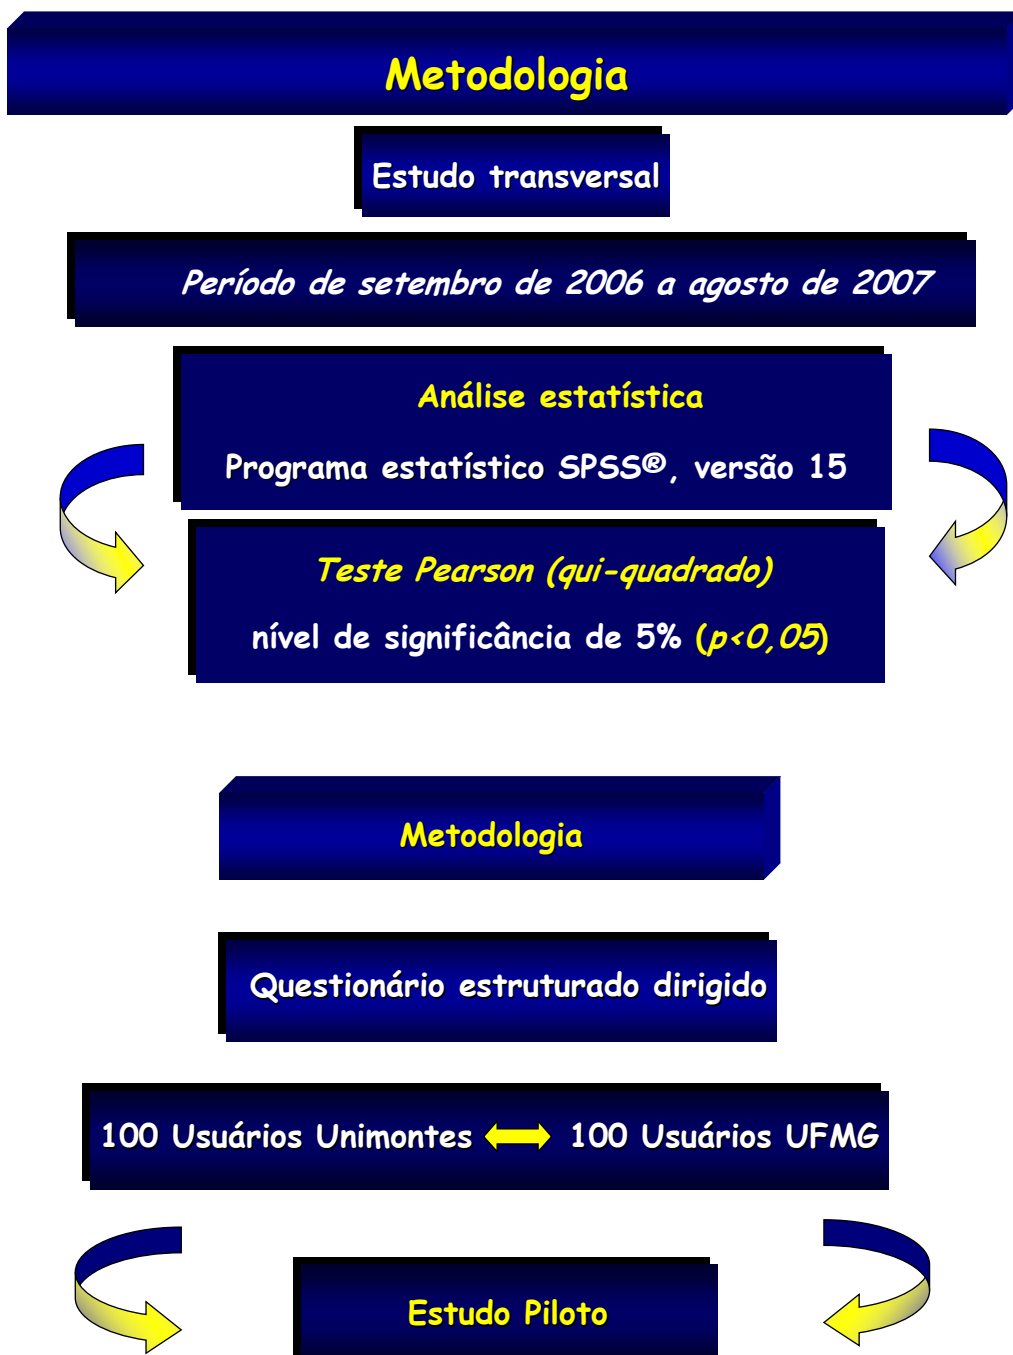 Metodologia
Estudo transversal
Período de setembro de 2006 a agosto de 2007
Análise estatística
Programa estatístico SPSS®, versão 15
Teste Pearson (qui-quadrado)
nível de significância de 5% (p<0,05)
Metodologia
Questionário estruturado dirigido
100 Usuários Unimontes 100 Usuários UFMG
Estudo Piloto